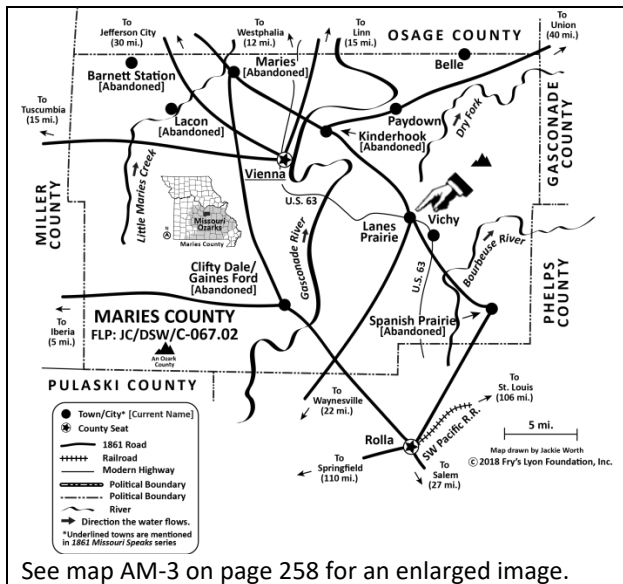 To
Jefferson City
(30 mi.)
To
Westphalia
(12 mi.)
To
Linn
(15 mi.)
OSAGE COUNTY
To
Union
(40 mi.)
Barnett Station
[Abandoned]
Maries
[Abandoned]
Belle
To
Tuscumbia
(15 mi.)
Lacon
[Abandoned]
Paydown
Kinderhook
[Abandoned]
Dry Fork
GASCONADE
COUNTY
Vienna
MILLER
COUNTY
Little Maries Creek
U.S. 63
Missouri
Ozarks
N
Maries County
Gasconade River
Lanes
Prairie
Vichy
U.S. 63
Bourbeuse River
PHELPS
COUNTY
Clifty Dale/
Gaines Ford
[Abandoned]
MARIES COUNTY
FLP: JC/DSW/C-067.02
Spanish Prairie
[Abandoned]
To
Iberia
(5 mi.)
An Ozark
County
PULASKI COUNTY
To
Waynesville
(22 mi.)
To
St. Louis
(106 mi.)
Town/City* [Current Name]
County Seat
1861 Road
Railroad
Modern Highway
Political Boundary
Political Boundary
River
Direction the water flows.
*Underlined towns are mentioned
in 1861 Missouri Speaks series
Rolla
SW Pacific R.R.
5 mi.
To
Springfield
(110 mi.)
To
Salem
(27 mi.)
Map drawn by Jackie Worth
© 2018 Fry's Lyon Foundation, Inc.
See map AM-3 on page 258 for an enlarged image.